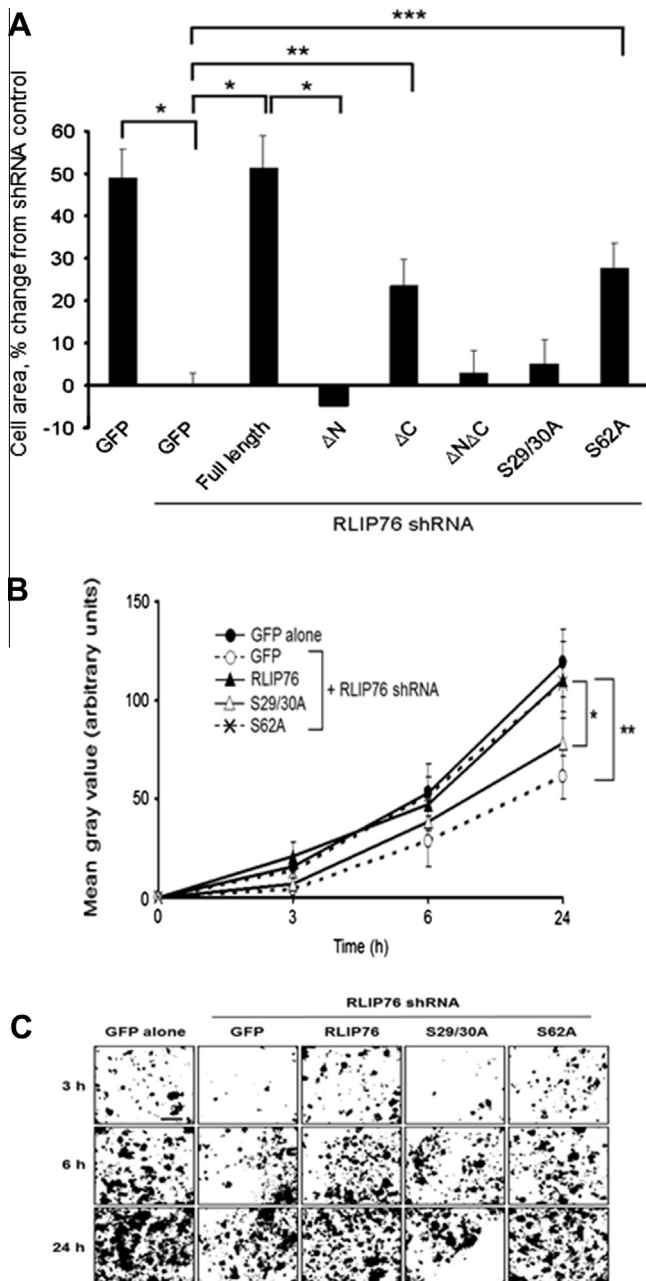 A
Cell area, % change from shRNA control
***
**
* * *
60
50
40
30
20
10
0
-10
GFP GFP Full length ΔN ΔC ΔNΔC S29/30A S62A
RLIP76 shRNA
B
Mean gray value (arbitrary units)
150
100
50
0
GFP alone
GFP
RLIP76
S29/30A
S62A
+ RLIP76 shRNA
* **
0 3 6 24
Time (h)
C
RLIP76 shRNA
GFP alone GFP RLIP76 S29/30A S62A
3 h
6 h
24 h